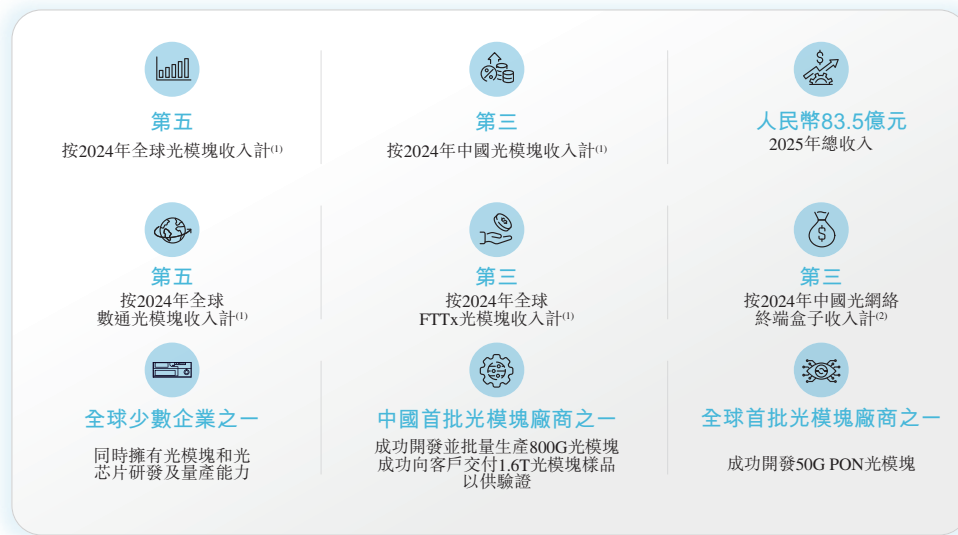 第五
按2024年全球光模塊收入計(1)
第三
按2024年中國光模塊收入計(1)
人民幣83.5億元
2025年總收入
第五
按2024年全球
數通光模塊收入計(1)
第三
按2024年全球
FTTx光模塊收入計(1)
第三
按2024年中國光網絡
終端盒子收入計(2)
全球少數企業之一
同時擁有光模塊和光
芯片研發及量產能力
中國首批光模塊廠商之一
成功開發並批量生產800G光模塊
成功向客戶交付1.6T光模塊樣品
以供驗證
全球首批光模塊廠商之一
成功開發50G PON光模塊